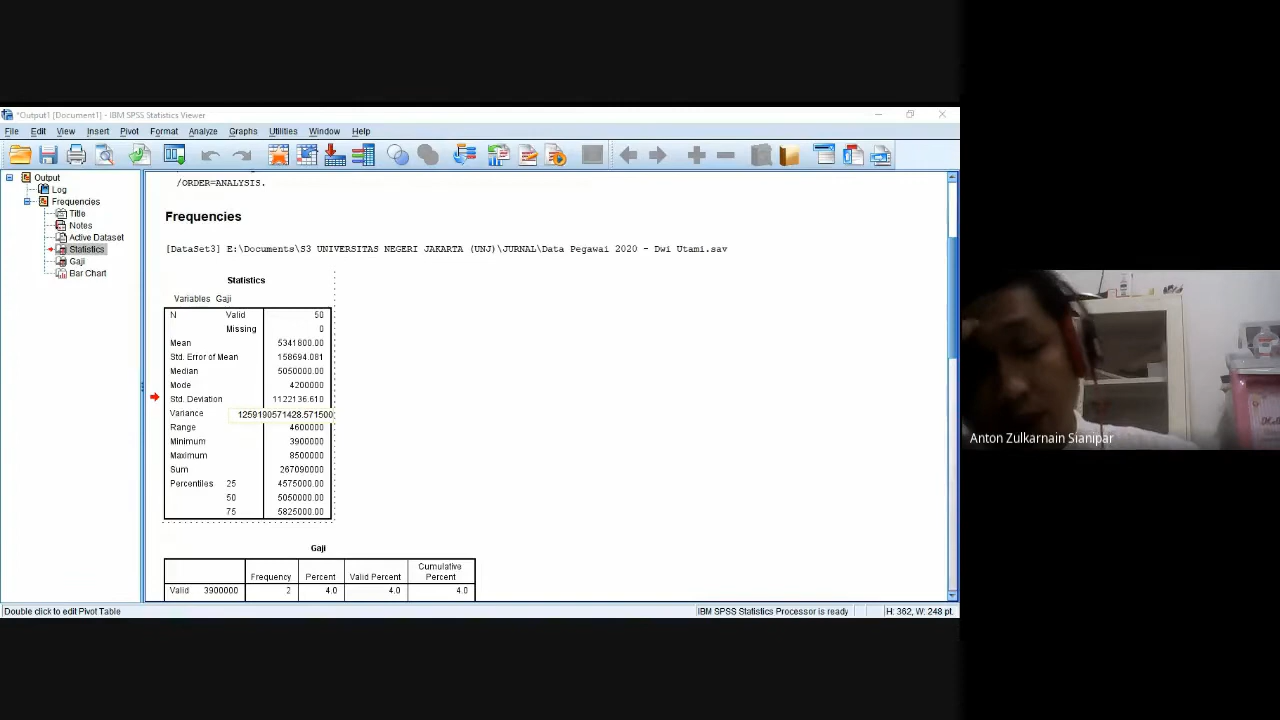 *Output1 [Document1] - IBM SPSS Statistics Viewer
File Edit View Insert Pivot Format Analyze Graphs Utilities Window Help
Output
Log
Frequencies
Title
Notes
Active Dataset
Statistics
Gaji
Bar Chart
/ORDER=ANALYSIS.
Frequencies
[DataSet3] E:\Documents\S3 UNIVERSITAS NEGERI JAKARTA (UNJ)\JURNAL\Data Pegawai 2020 - Dwi Utami.sav
Statistics
Variables Gaji
N Valid 50
Missing 0
Mean 5341800.00
Std. Error of Mean 158694.081
Median 5050000.00
Mode 4200000
Std. Deviation 1122136.610
Variance 1259190571428.571500
Range 4600000
Minimum 3900000
Maximum 8500000
Sum 267090000
Percentiles 25 4575000.00
50 5050000.00
75 5825000.00
Gaji
Frequency Percent Valid Percent Cumulative Percent
Valid 3900000 2 4.0 4.0 4.0
Double click to edit Pivot Table
IBM SPSS Statistics Processor is ready
H: 362, W: 248 pt.
Anton Zulkarnain Sianipar